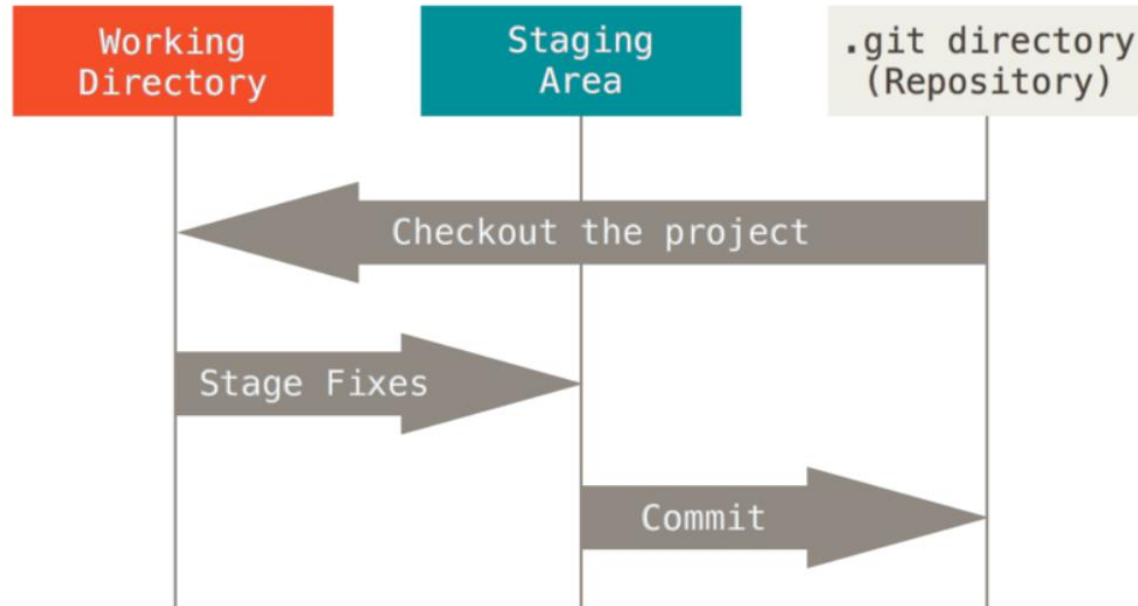 Working
Directory
Staging
Area
.git directory
(Repository)
Checkout the project
Stage Fixes
Commit